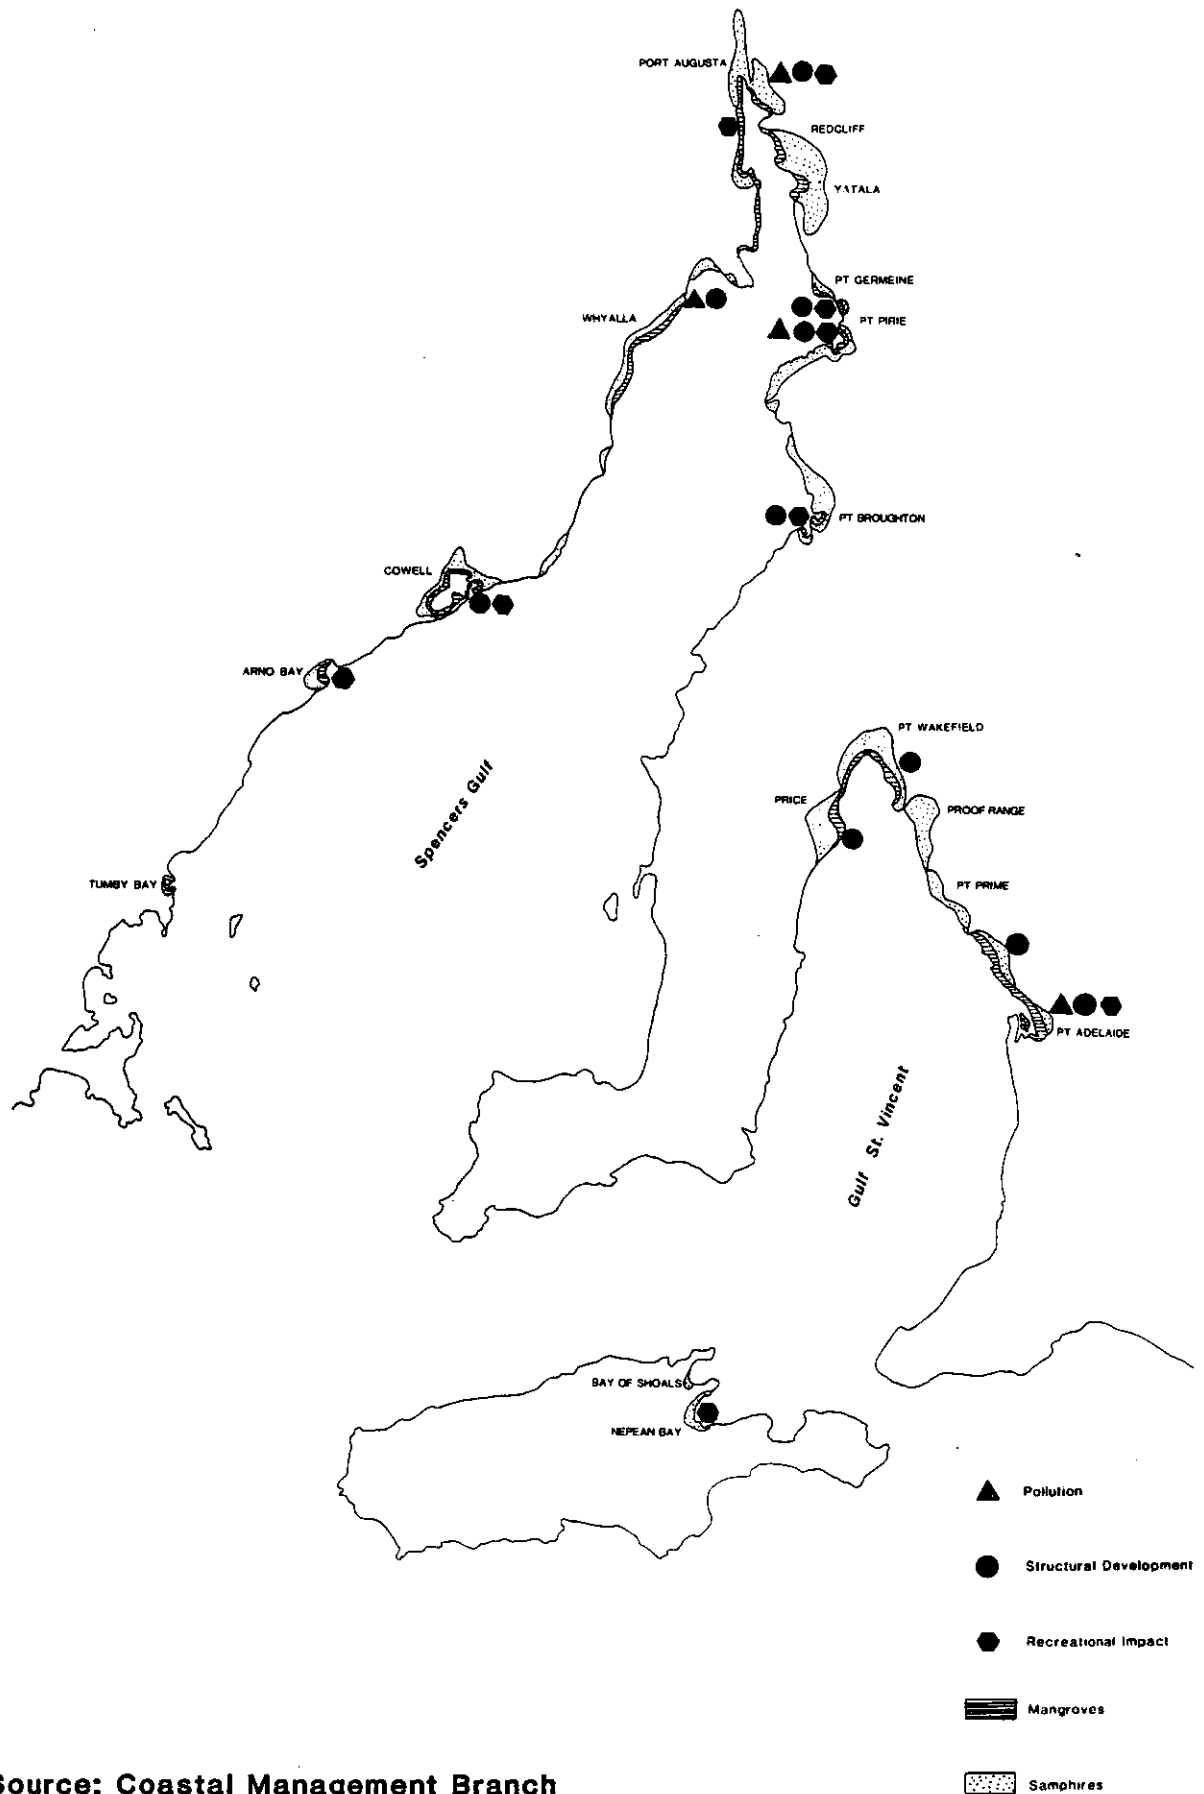 PORT AUGUSTA
REDCLIFF
YATALA
PT GERMEINE
WHYALLA
PT PIRIE
PT BROUGHTON
COWELL
ARNO BAY
PT WAKEFIELD
Spencers Gulf
PRICE
PROOF RANGE
TUMBY BAY
PT PRIME
PT ADELAIDE
Gulf St. Vincent
BAY OF SHOALS
NEPEAN BAY
Pollution
Structural Development
Recreational Impact
Mangroves
Samphires
Source: Coastal Management Branch